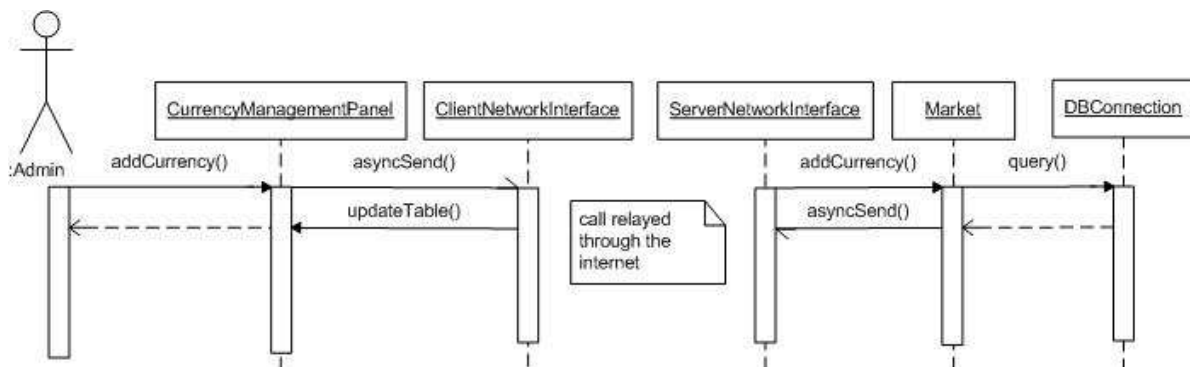 CurrencyManagementPanel
ClientNetworkInterface
ServerNetworkInterface
Market
DBConnection
:Admin
addCurrency()
asyncSend()
addCurrency()
query()
updateTable()
asyncSend()
call relayed
through the
internet